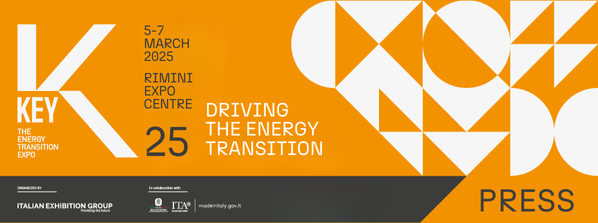 K
KEY
THE
ENERGY
TRANSITION
EXPO
5-7
MARCH
2025
RIMINI
EXPO
CENTRE
25
DRIVING
THE ENERGY
TRANSITION
ORGANIZED BY
ITALIAN EXHIBITION GROUP
Providing the future
In collaboration with
ITA
madeinitaly.gov.it
PRESS